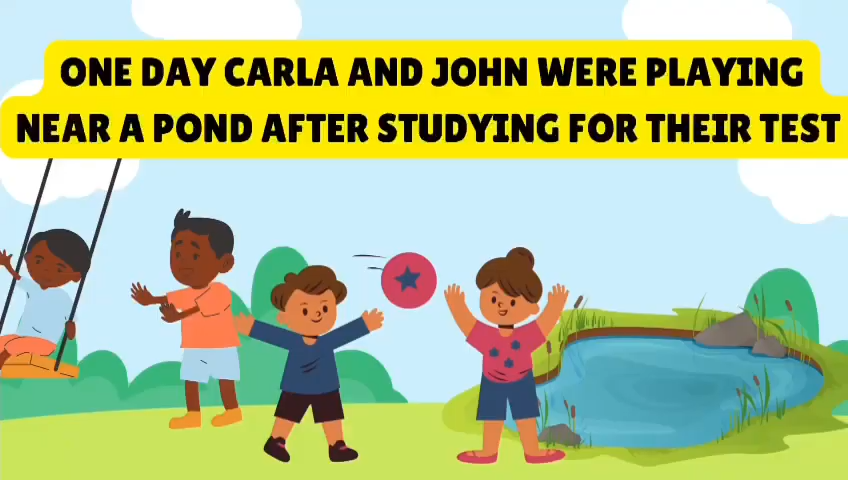 ONE DAY CARLA AND JOHN WERE PLAYING
NEAR A POND AFTER STUDYING FOR THEIR TEST